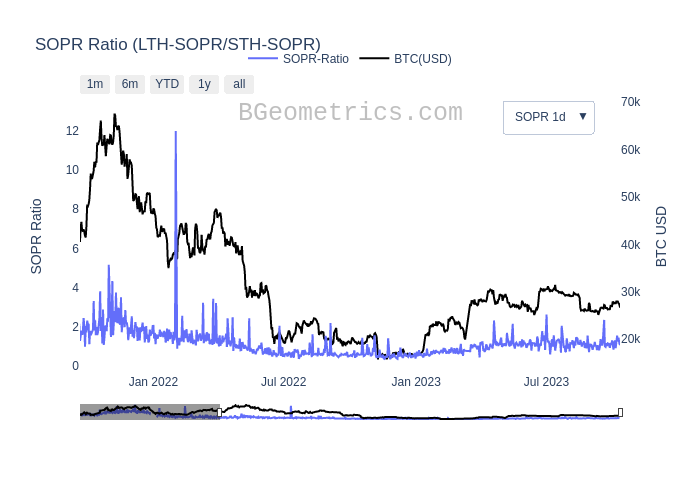 SOPR Ratio (LTH-SOPR/STH-SOPR)
SOPR-Ratio BTC(USD)
1m 6m YTD 1y all
BGeometrics.com
SOPR 1d ▼
12
10
8
6
4
2
0
SOPR Ratio
70k
60k
50k
40k
30k
20k
BTC USD
Jan 2022 Jul 2022 Jan 2023 Jul 2023